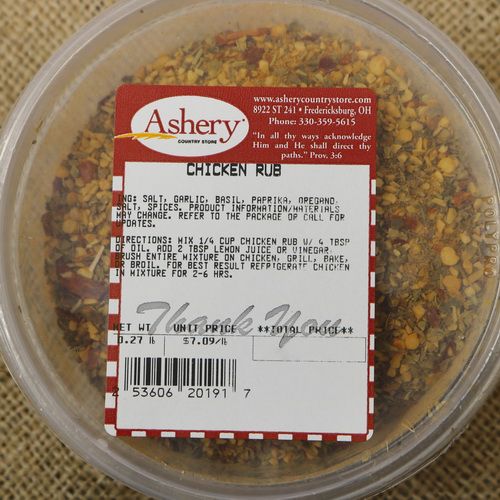 Ashery
COUNTRY STORE
www.asherycountrystore.com
8922 ST 241 • Fredericksburg, OH
Phone: 330-359-5615
"In all thy ways acknowledge
Him and He shall direct thy
paths." Prov. 3:6
CHICKEN RUB
ING: SALT, GARLIC, BASIL, PAPRIKA, OREGANO,
SALT, SPICES. PRODUCT INFORMATION/MATERIALS
MAY CHANGE. REFER TO THE PACKAGE OR CALL FOR
UPDATES.
DIRECTIONS: MIX 1/4 CUP CHICKEN RUB W/ 4 TBSP
OF OIL. ADD 2 TBSP LEMON JUICE OR VINEGAR.
BRUSH ENTIRE MIXTURE ON CHICKEN, GRILL, BAKE,
OR BROIL. FOR BEST RESULT REFRIGERATE CHICKEN
IN MIXTURE FOR 2-6 HRS.
Thank You
NET WT UNIT PRICE **TOTAL PRICE**
0.27 lb $7.09/lb
2 53606 20191 7